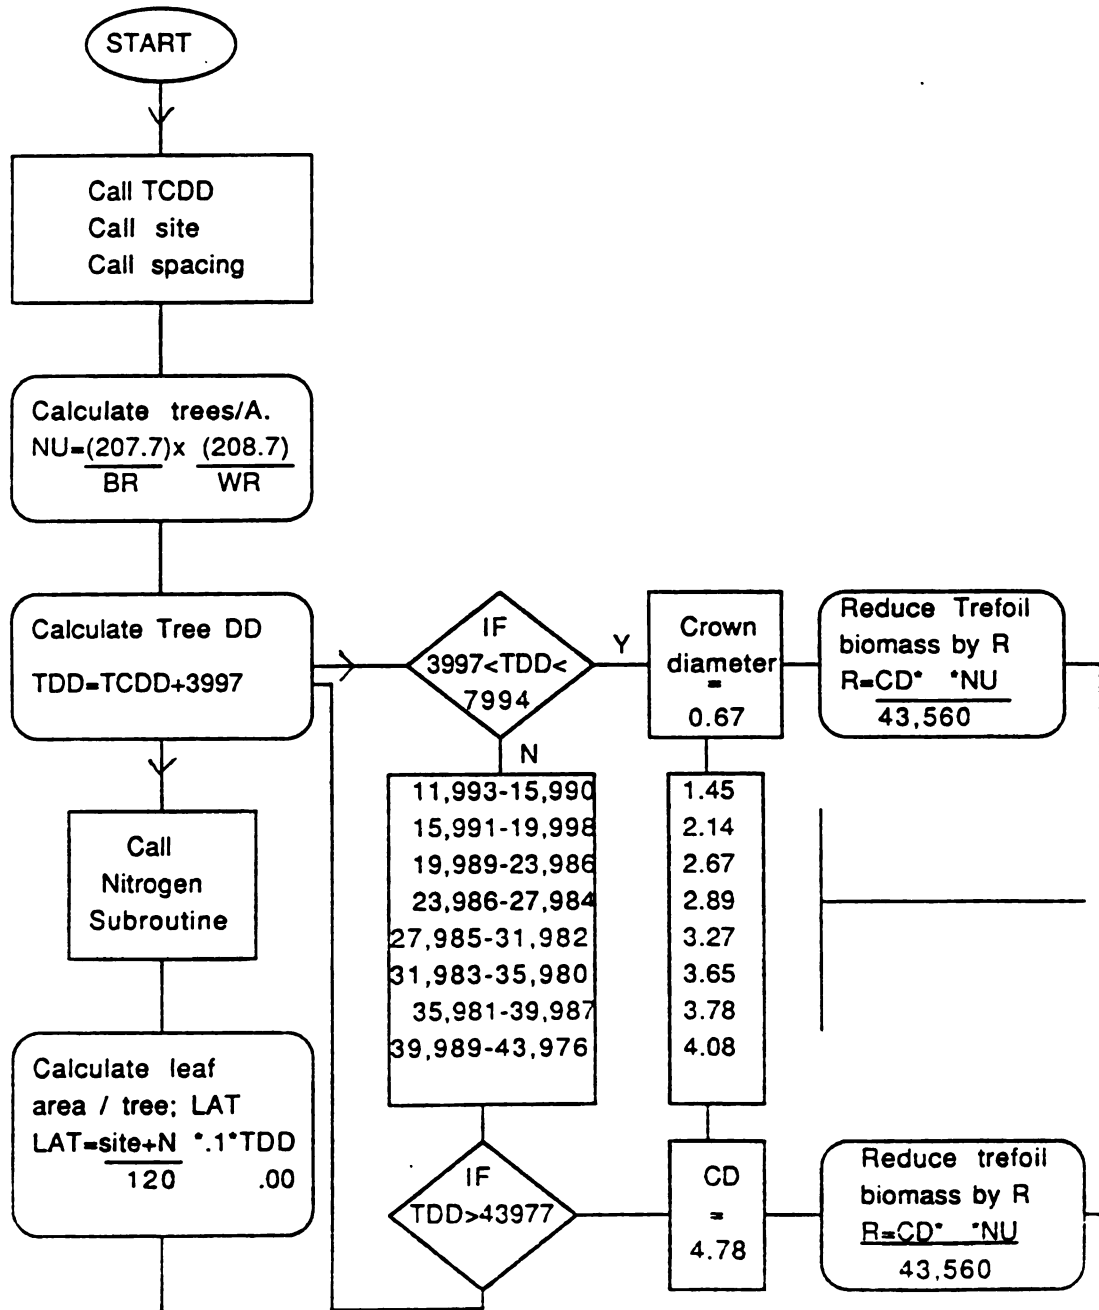 START
Call TCDD
Call site
Call spacing
Calculate trees/A.
NU=(207.7)x (208.7)
BR WR
Calculate Tree DD
TDD=TCDD+3997
IF
3997<TDD<
7994
Y
N
Crown
diameter
=
0.67
Reduce Trefoil
biomass by R
R=CD* *NU
43,560
11,993-15,990
15,991-19,998
19,989-23,986
23,986-27,984
27,985-31,982
31,983-35,980
35,981-39,987
39,989-43,976
1.45
2.14
2.67
2.89
3.27
3.65
3.78
4.08
Call
Nitrogen
Subroutine
Calculate leaf
area / tree; LAT
LAT=site+N *.1*TDD
120 .00
IF
TDD>43977
CD
=
4.78
Reduce trefoil
biomass by R
R=CD* *NU
43,560